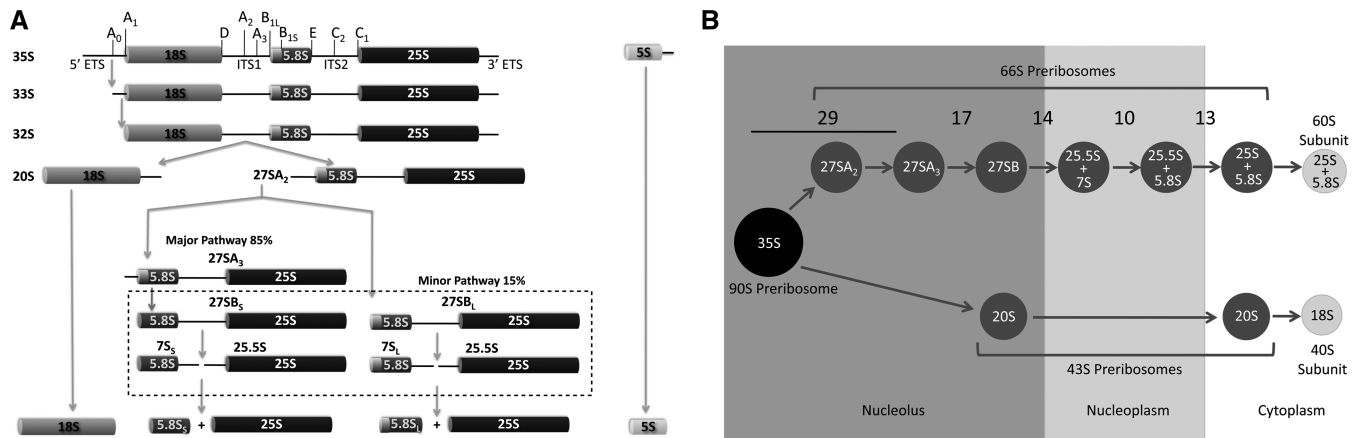 A
A₀ A₁ D A₂ A₃ B₁L B₁S E C₂ C₁
35S 18S 5.8S 25S 5S
5′ ETS ITS1 ITS2 3′ ETS
33S 18S 5.8S 25S
32S 18S 5.8S 25S
20S 18S 27SA₂ 5.8S 25S
Major Pathway 85%
27SA₃
5.8S 25S
Minor Pathway 15%
27SBS 27SBL
5.8S 25S 5.8S 25S
7SS 25.5S 7SL 25.5S
5.8S 25S 5.8S 25S
18S 5.8SS + 25S 5.8SL + 25S 5S
B
66S Preribosomes
29 17 14 10 13
60S
Subunit
27SA₂ 27SA₃ 27SB
25.5S
+
7S
25.5S
+
5.8S
25S
+
5.8S
25S
+
5.8S
35S
90S Preribosome
20S 20S 18S
40S
Subunit
43S Preribosomes
Nucleolus Nucleoplasm Cytoplasm